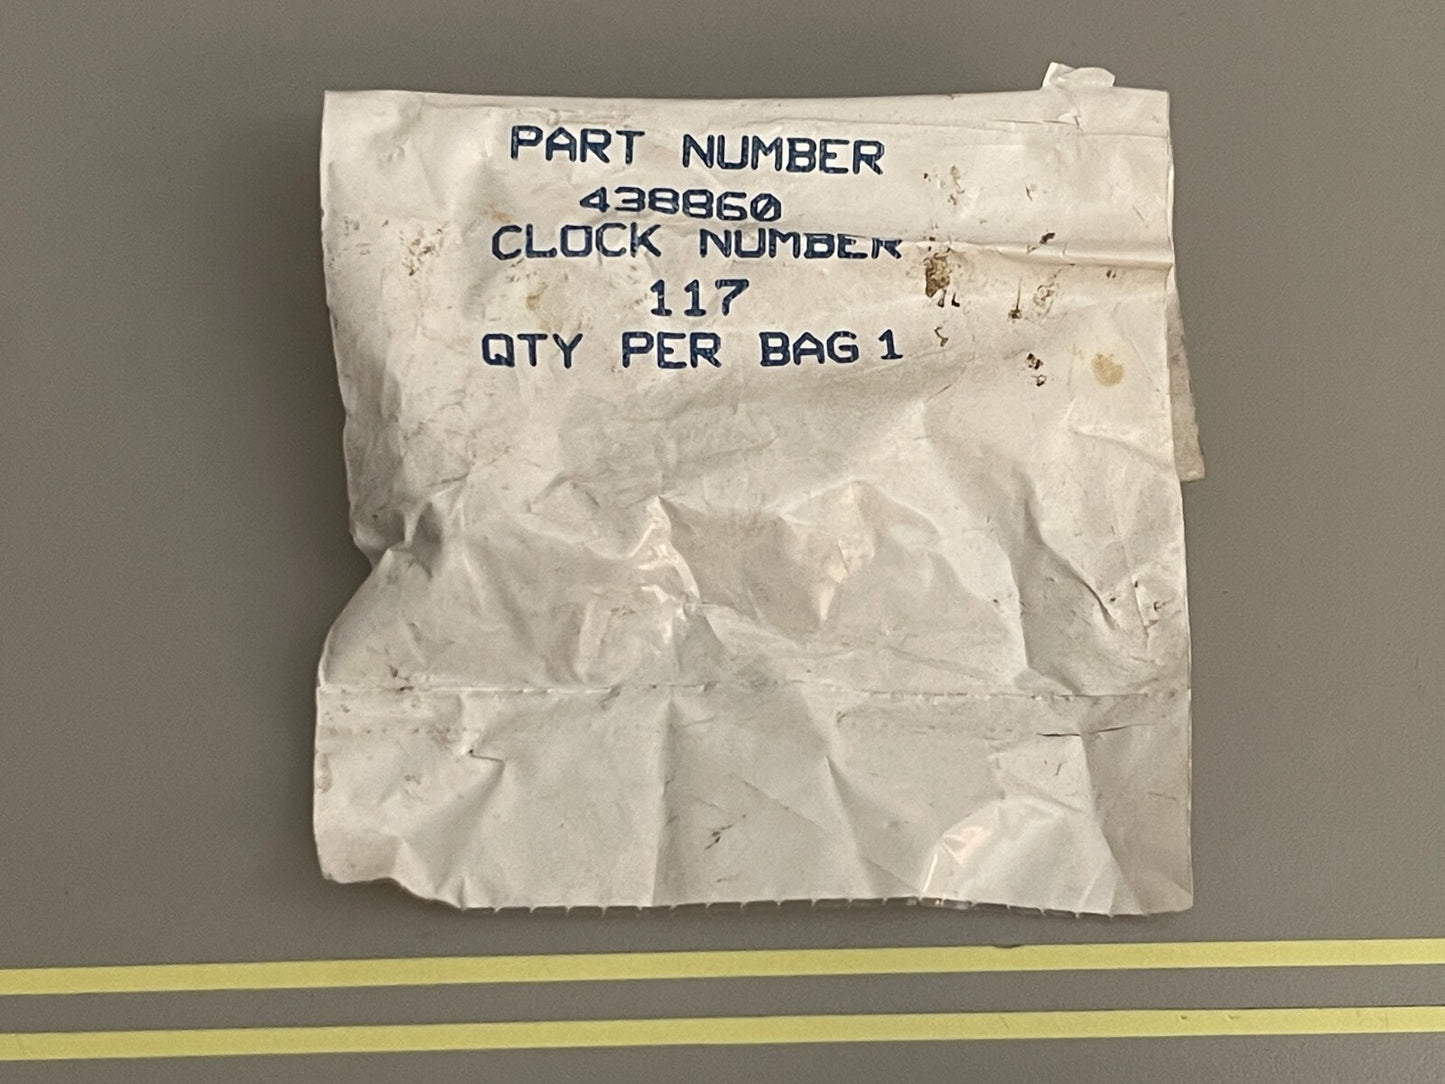 PART NUMBER
438860
CLOCK NUMBER
117
QTY PER BAG 1